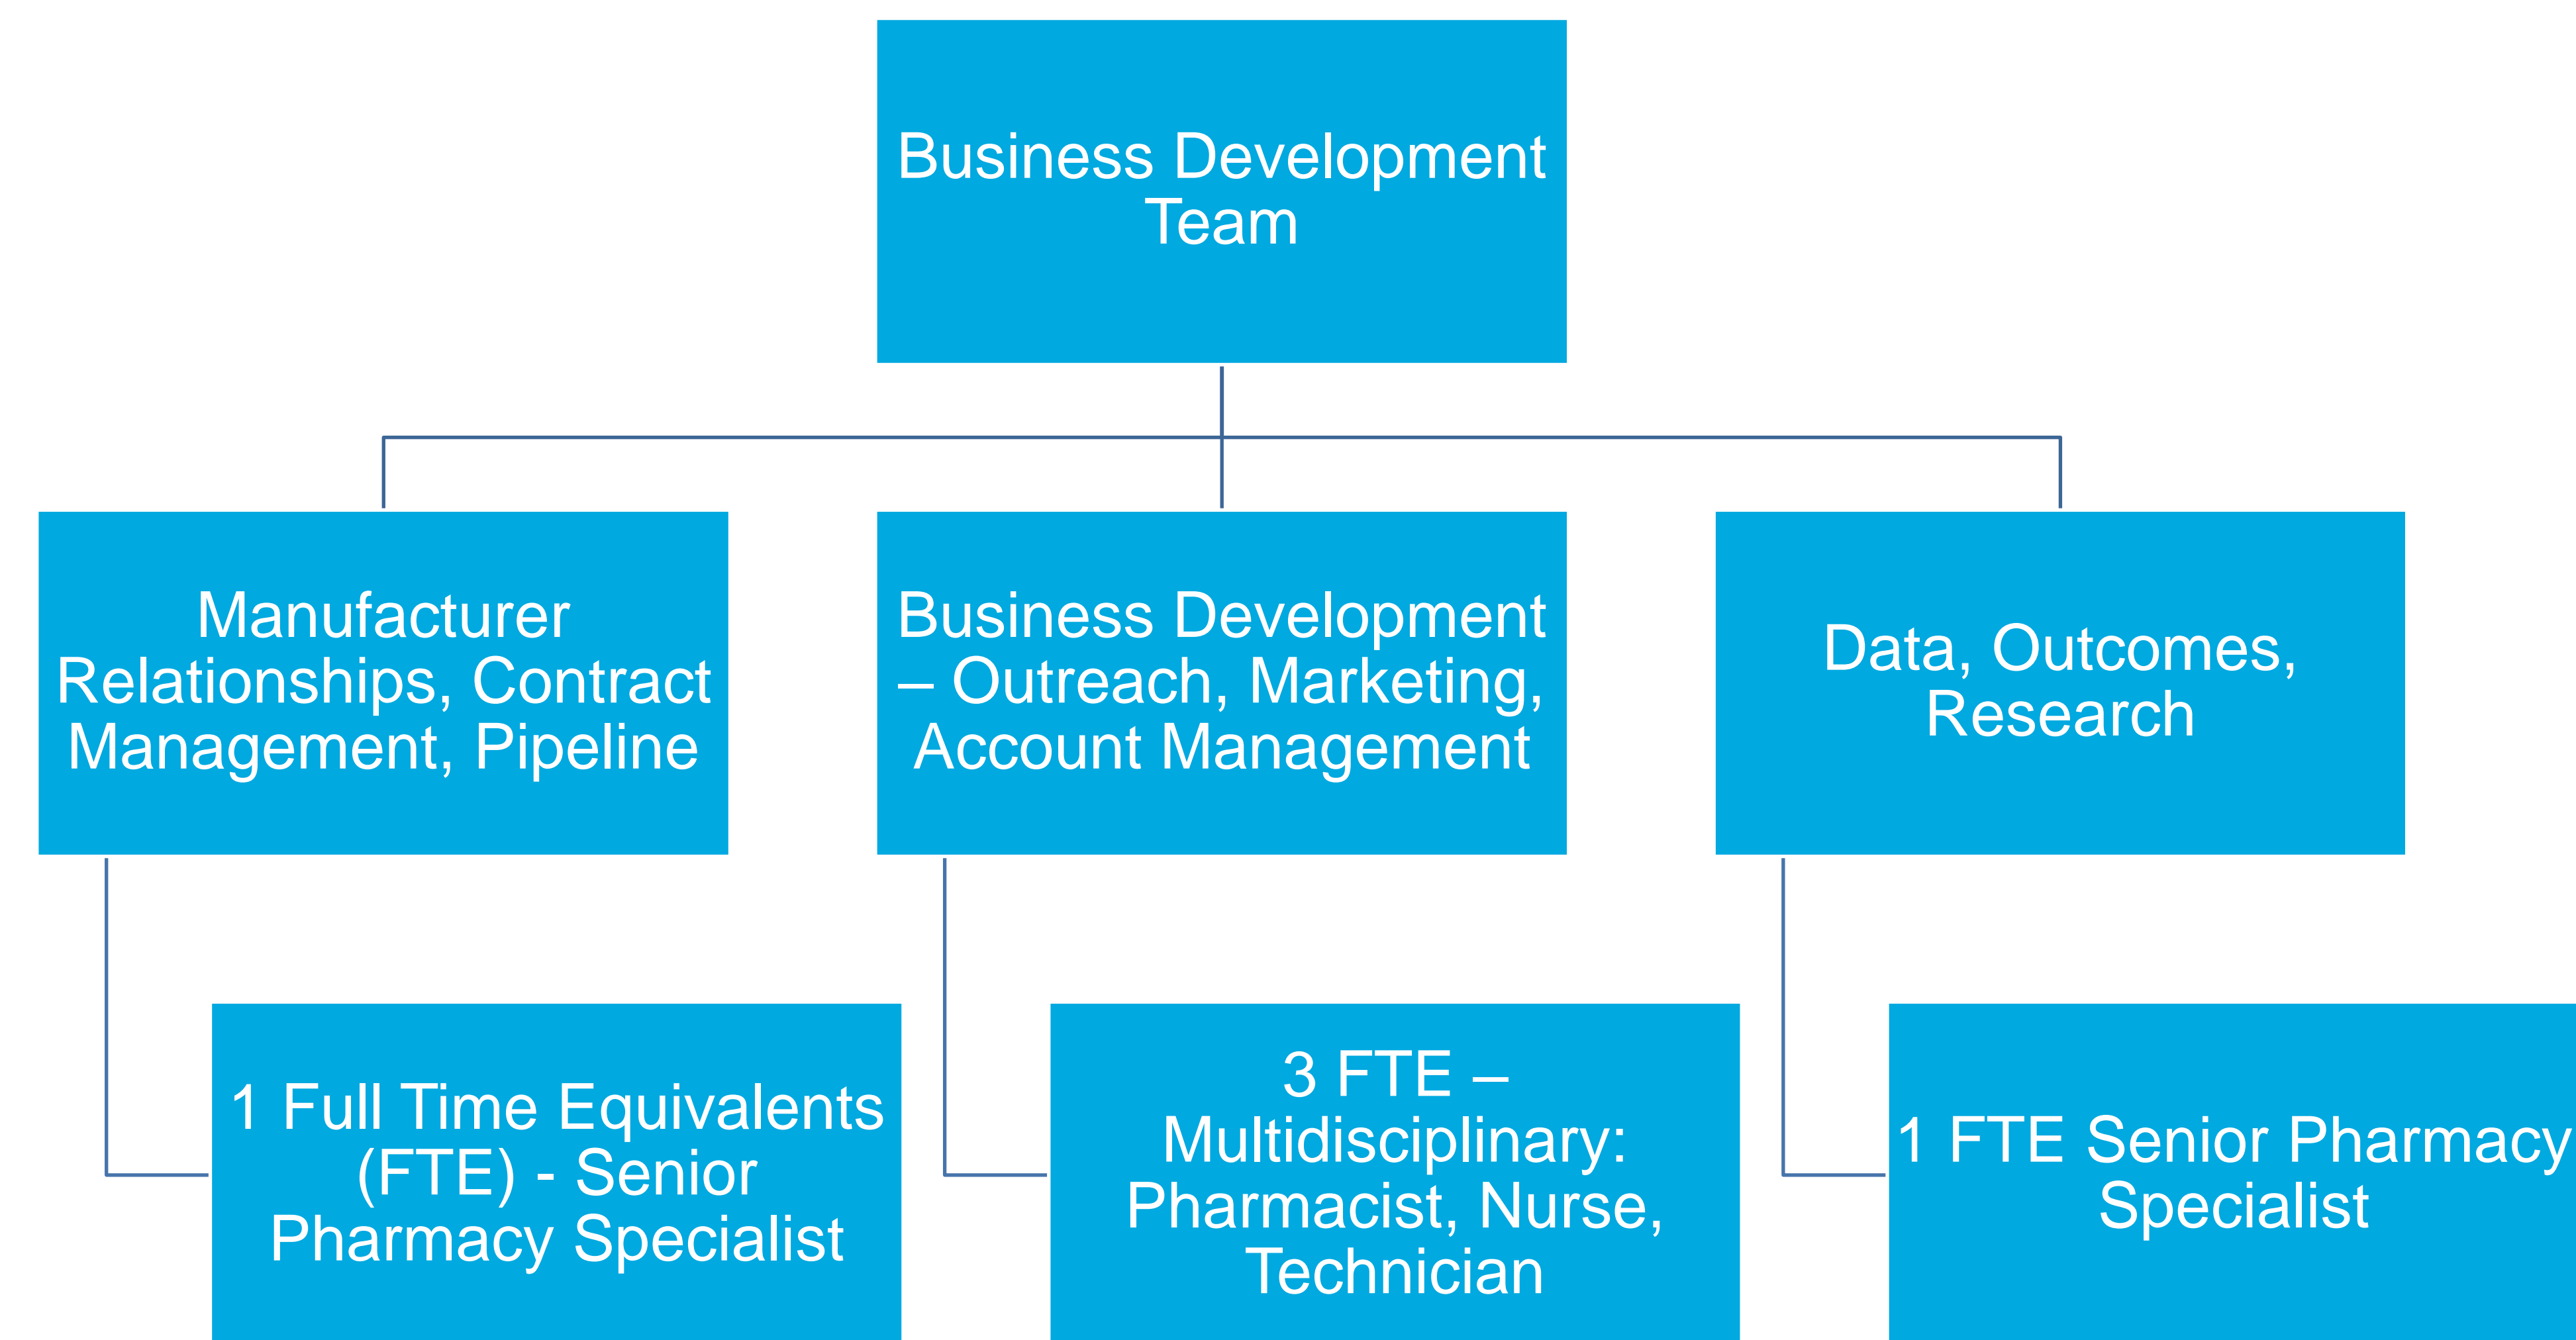 Business Development
Team
Manufacturer
Relationships, Contract
Management, Pipeline
Business Development
– Outreach, Marketing,
Account Management
Data, Outcomes,
Research
1 Full Time Equivalents
(FTE) - Senior
Pharmacy Specialist
3 FTE –
Multidisciplinary:
Pharmacist, Nurse,
Technician
1 FTE Senior Pharmacy
Specialist